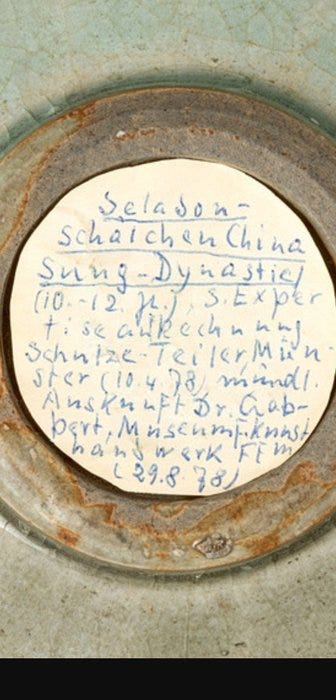 Seladon-
Schälchen China
Sung-Dynastie/
(10.-12. Jh.), S. Exper
tise a. Rechnung
Schulze-Teiler, Mün-
ster (10.4.78), mündl.
Auskunft Dr. Gab-
bert, Museum f. Kunst
handwerk FFM
(29.8.78)